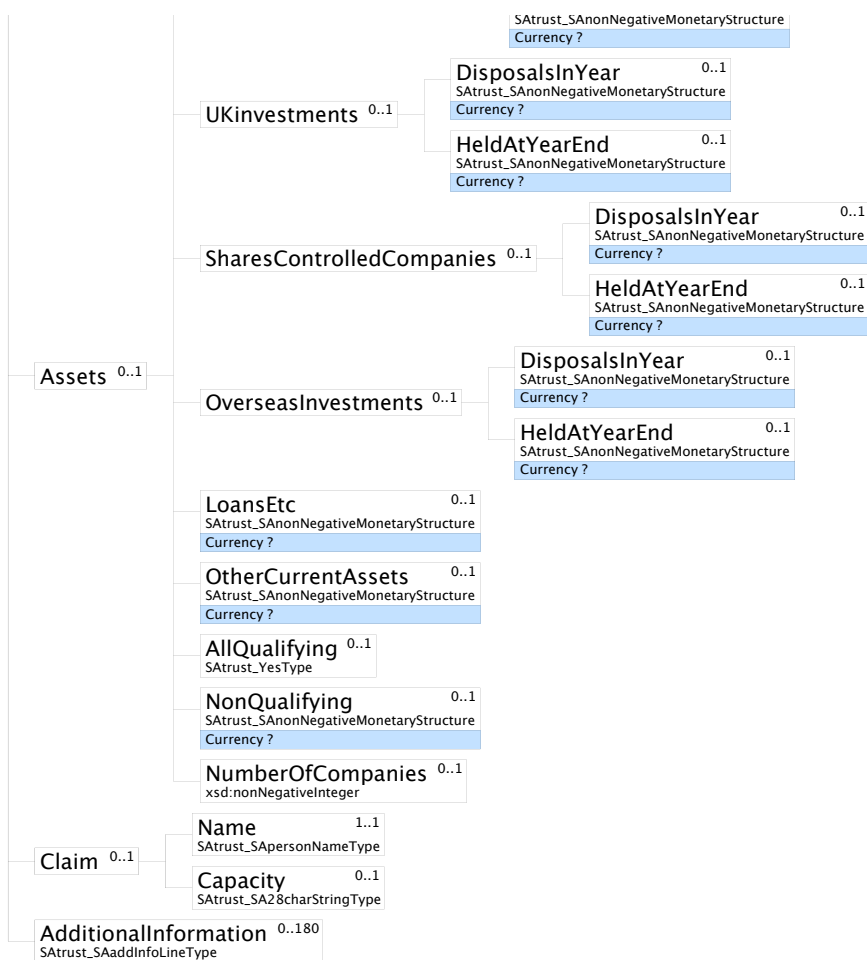 SAtrust_SAnonNegativeMonetaryStructure
Currency ?
UKinvestments 0..1
DisposalsInYear 0..1
SAtrust_SAnonNegativeMonetaryStructure
Currency ?
HeldAtYearEnd 0..1
SAtrust_SAnonNegativeMonetaryStructure
Currency ?
SharesControlledCompanies 0..1
DisposalsInYear 0..1
SAtrust_SAnonNegativeMonetaryStructure
Currency ?
HeldAtYearEnd 0..1
SAtrust_SAnonNegativeMonetaryStructure
Currency ?
Assets 0..1
OverseasInvestments 0..1
DisposalsInYear 0..1
SAtrust_SAnonNegativeMonetaryStructure
Currency ?
HeldAtYearEnd 0..1
SAtrust_SAnonNegativeMonetaryStructure
Currency ?
LoansEtc 0..1
SAtrust_SAnonNegativeMonetaryStructure
Currency ?
OtherCurrentAssets 0..1
SAtrust_SAnonNegativeMonetaryStructure
Currency ?
AllQualifying 0..1
SAtrust_YesType
NonQualifying 0..1
SAtrust_SAnonNegativeMonetaryStructure
Currency ?
NumberOfCompanies 0..1
xsd:nonNegativeInteger
Claim 0..1
Name 1..1
SAtrust_SApersonNameType
Capacity 0..1
SAtrust_SA28charStringType
AdditionalInformation 0..180
SAtrust_SAaddInfoLineType